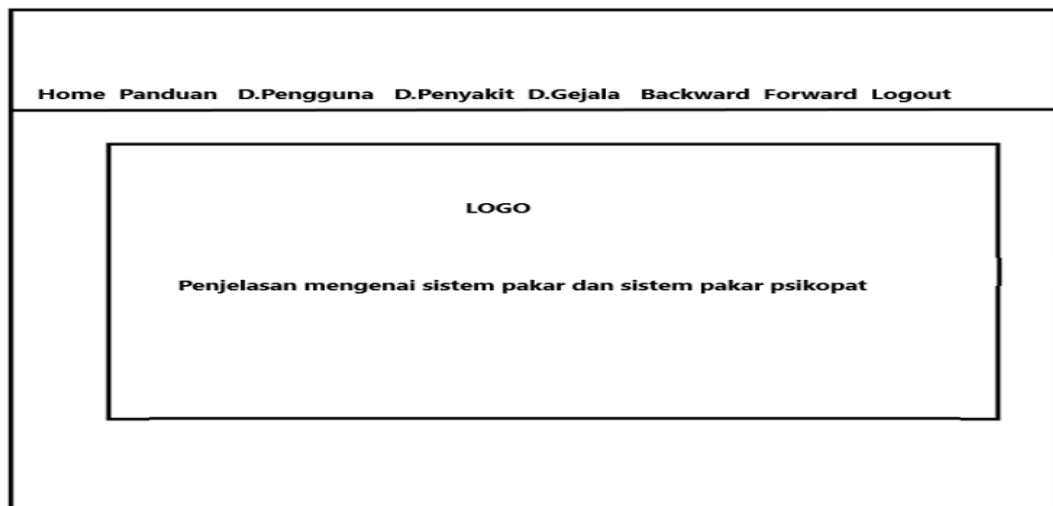 Home Panduan D.Pengguna D.Penyakit D.Gejala Backward Forward Logout
LOGO
Penjelasan mengenai sistem pakar dan sistem pakar psikopat